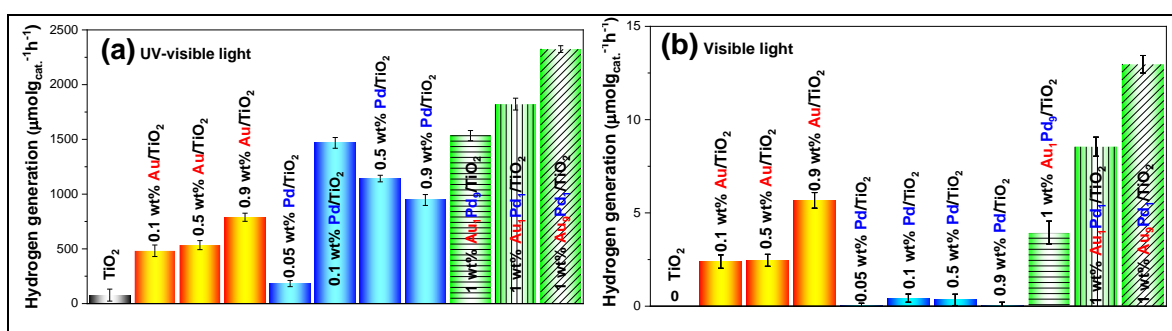 (a) UV-visible light
Hydrogen generation (µmolg cat. ⁻¹h⁻¹)
2500
2000
1500
1000
500
0
TiO₂
0.1 wt% Au/TiO₂
0.5 wt% Au/TiO₂
0.9 wt% Au/TiO₂
0.05 wt% Pd/TiO₂
0.1 wt% Pd/TiO₂
0.5 wt% Pd/TiO₂
0.9 wt% Pd/TiO₂
1 wt% Au₁Pd₉/TiO₂
1 wt% Au₁Pd₁/TiO₂
1 wt% Au₉Pd₁/TiO₂
(b) Visible light
Hydrogen generation (µmolg cat. ⁻¹h⁻¹)
15
10
5
0
TiO₂
0
0.1 wt% Au/TiO₂
0.5 wt% Au/TiO₂
0.9 wt% Au/TiO₂
0.05 wt% Pd/TiO₂
0.1 wt% Pd/TiO₂
0.5 wt% Pd/TiO₂
0.9 wt% Pd/TiO₂
1 wt% Au₁Pd₉/TiO₂
1 wt% Au₁Pd₁/TiO₂
1 wt% Au₉Pd₁/TiO₂